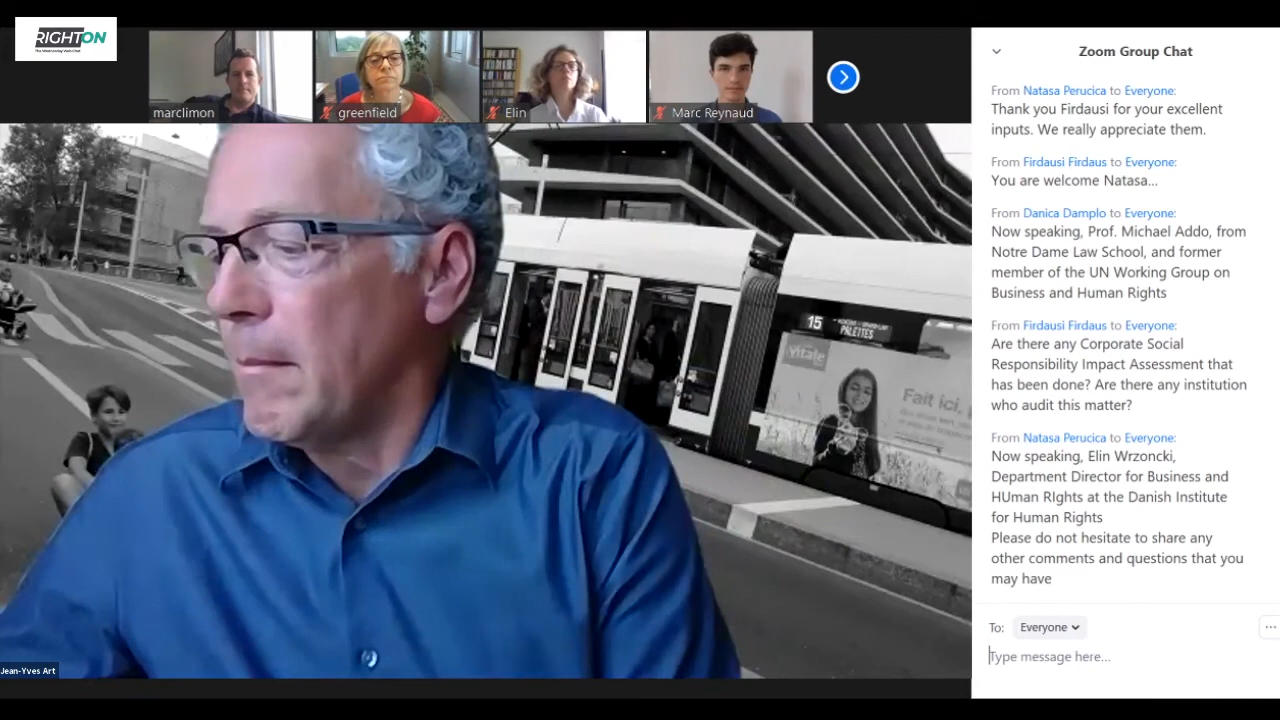 RIGHTON
The Wednesday Web Chat
marclimon
greenfield
Elin
Marc Reynaud
15
PALETTES
vitale
Fait ici,
Jean-Yves Art
Zoom Group Chat
From Natasa Perucica to Everyone:
Thank you Firdausi for your excellent
inputs. We really appreciate them.
From Firdausi Firdaus to Everyone:
You are welcome Natasa...
From Danica Damplo to Everyone:
Now speaking, Prof. Michael Addo, from
Notre Dame Law School, and former
member of the UN Working Group on
Business and Human Rights
From Firdausi Firdaus to Everyone:
Are there any Corporate Social
Responsibility Impact Assessment that
has been done? Are there any institution
who audit this matter?
From Natasa Perucica to Everyone:
Now speaking, Elin Wrzoncki,
Department Director for Business and
HUman RIghts at the Danish Institute
for Human Rights
Please do not hesitate to share any
other comments and questions that you
may have
To: Everyone
Type message here...